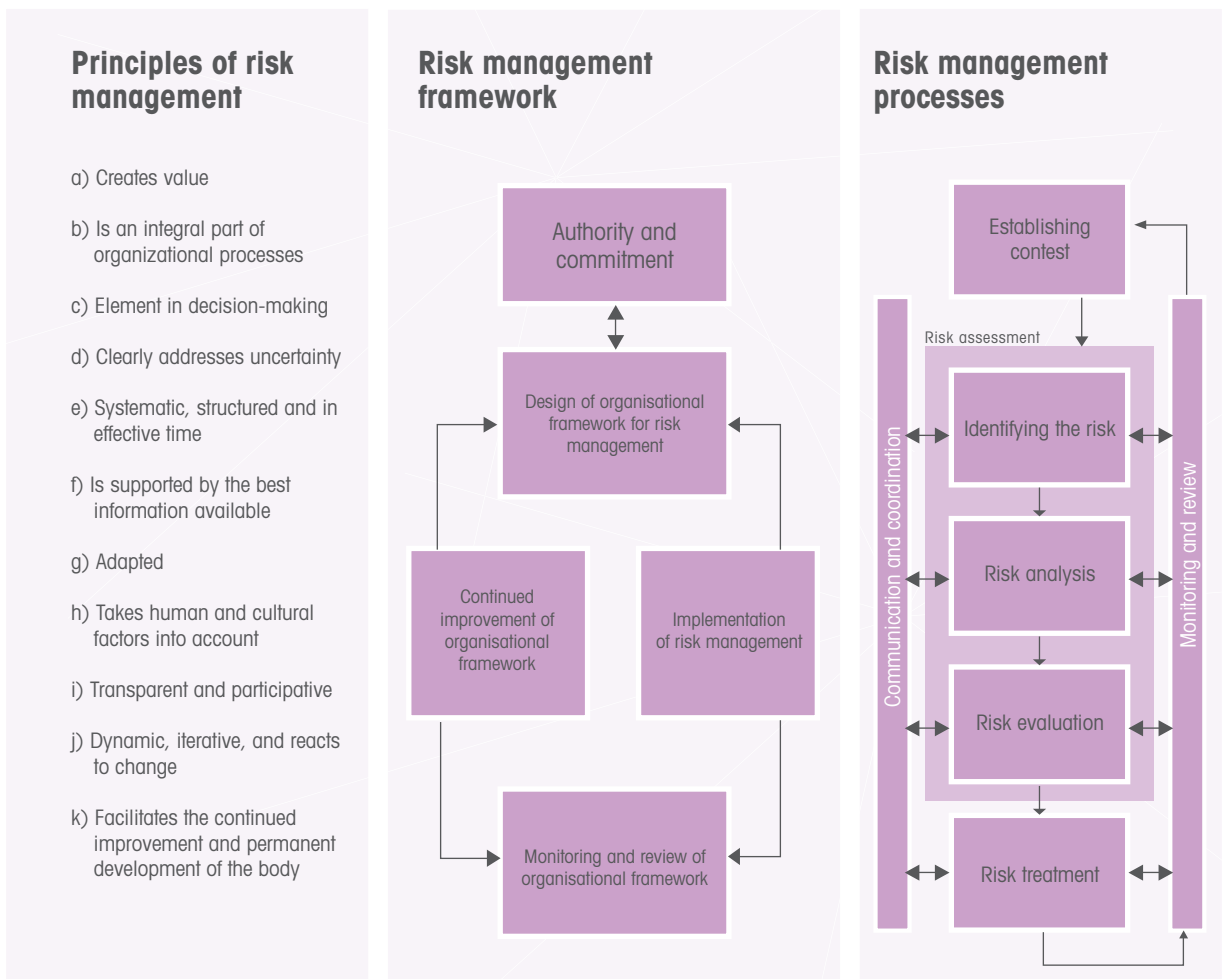 Principles of risk
management
a) Creates value
b) Is an integral part of
organizational processes
c) Element in decision-making
d) Clearly addresses uncertainty
e) Systematic, structured and in
effective time
f) Is supported by the best
information available
g) Adapted
h) Takes human and cultural
factors into account
i) Transparent and participative
j) Dynamic, iterative, and reacts
to change
k) Facilitates the continued
improvement and permanent
development of the body
Risk management
framework
Authority and
commitment
Design of organisational
framework for risk
management
Continued
improvement of
organisational
framework
Implementation
of risk management
Monitoring and review of
organisational framework
Risk management
processes
Establishing
contest
Risk assessment
Communication and coordination
Identifying the risk
Risk analysis
Risk evaluation
Risk treatment
Monitoring and review